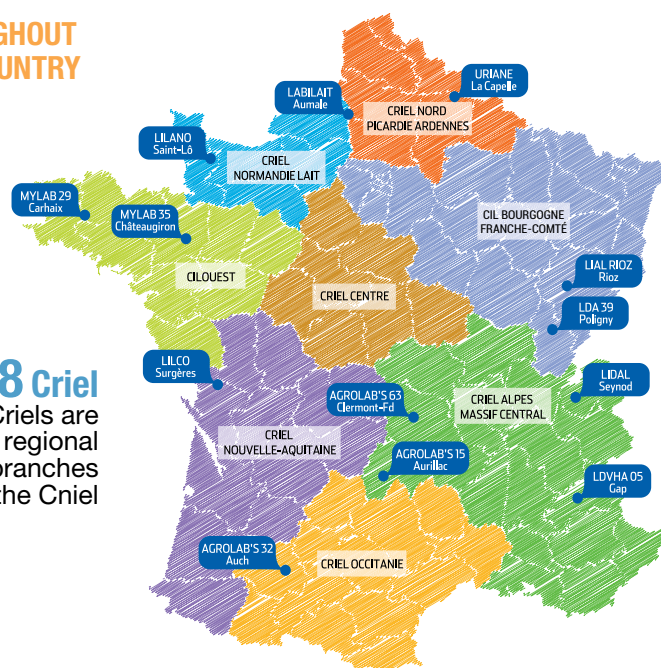 GHOUT
UNTRY
URIANE
La Capelle
LABILAIT
Aumale
CRIEL NORD
PICARDIE ARDENNES
LILANO
Saint-Lô
CRIEL
NORMANDIE LAIT
MYLAB 29
Carhaix
MYLAB 35
Châteaugiron
CIL BOURGOGNE
FRANCHE-COMTÉ
CILOUEST
CRIEL CENTRE
LIAL RIOZ
Rioz
LDA 39
Poligny
8 Criel
Criels are
regional
branches
the Cniel
LILCO
Surgères
LIDAL
Seynod
AGROLAB'S 63
Clermont-Fd
CRIEL ALPES
MASSIF CENTRAL
CRIEL
NOUVELLE-AQUITAINE
AGROLAB'S 15
Aurillac
LDVHA 05
Gap
AGROLAB'S 32
Auch
CRIEL OCCITANIE